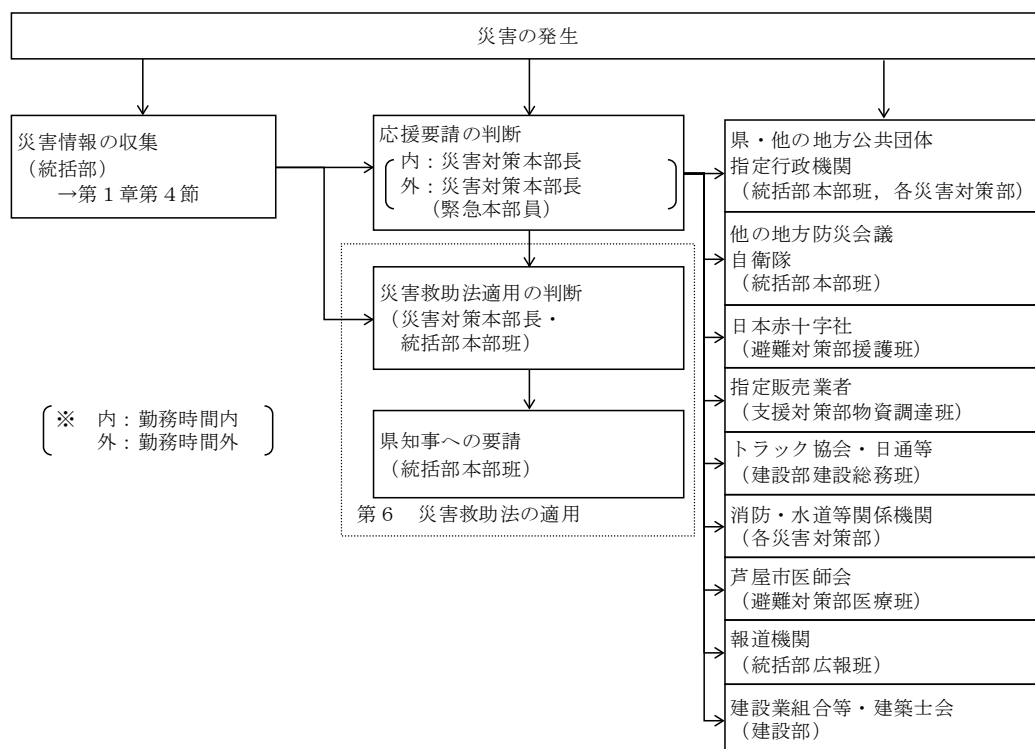 災害の発生
災害情報の収集
(統括部)
→第1章第4節
応援要請の判断
内:災害対策本部長
外:災害対策本部長
(緊急本部員)
災害救助法適用の判断
(災害対策本部長・
統括部本部班)
県知事への要請
(統括部本部班)
第6 災害救助法の適用
※ 内:勤務時間内
外:勤務時間外
県・他の地方公共団体
指定行政機関
(統括部本部班,各災害対策部)
他の地方防災会議
自衛隊
(統括部本部班)
日本赤十字社
(避難対策部援護班)
指定販売業者
(支援対策部物資調達班)
トラック協会・日通等
(建設部建設総務班)
消防・水道等関係機関
(各災害対策部)
芦屋市医師会
(避難対策部医療班)
報道機関
(統括部広報班)
建設業組合等・建築士会
(建設部)